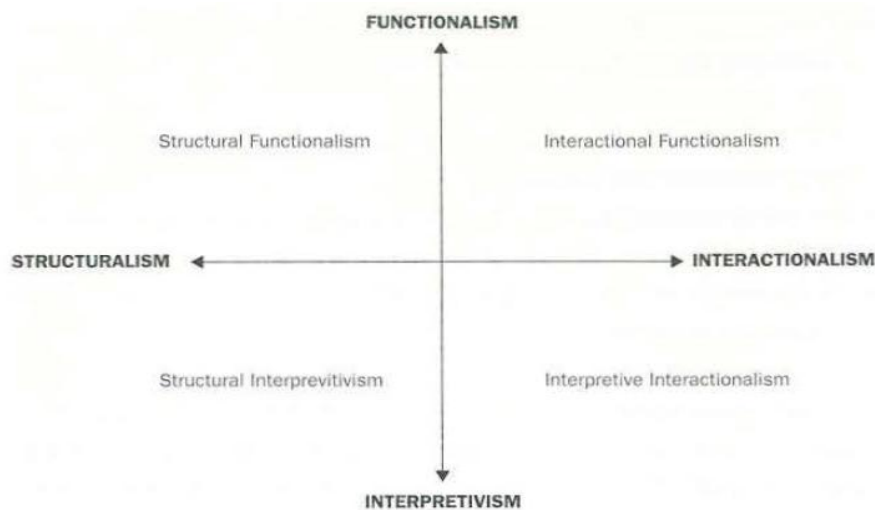 FUNCTIONALISM
Structural Functionalism
Interactional Functionalism
STRUCTURALISM
INTERACTIONALISM
Structural Interprevitivism
Interpretive Interactionalism
INTERPRETIVISM